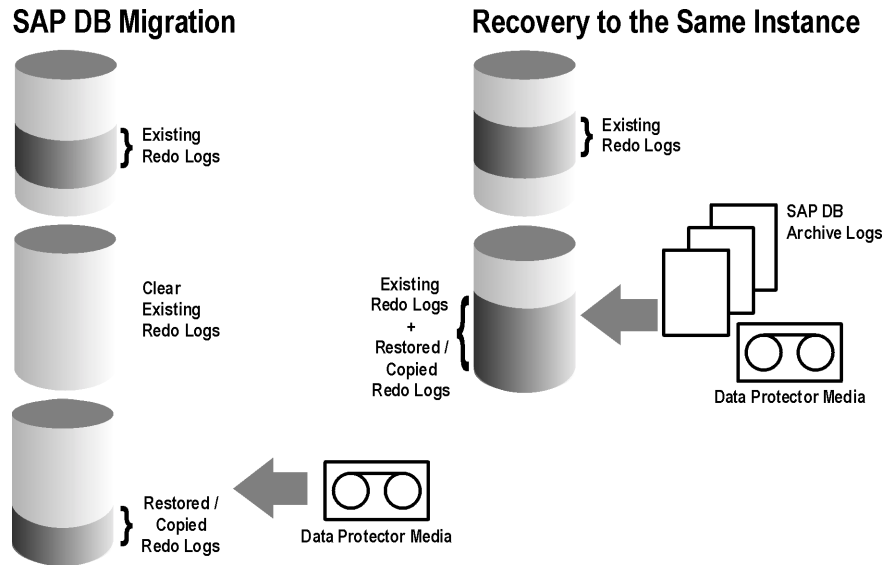 SAP DB Migration
Existing
Redo Logs
Clear
Existing
Redo Logs
Restored /
Copied
Redo Logs
Data Protector Media
Recovery to the Same Instance
Existing
Redo Logs
SAP DB
Archive Logs
Existing
Redo Logs
+
Restored /
Copied
Redo Logs
Data Protector Media